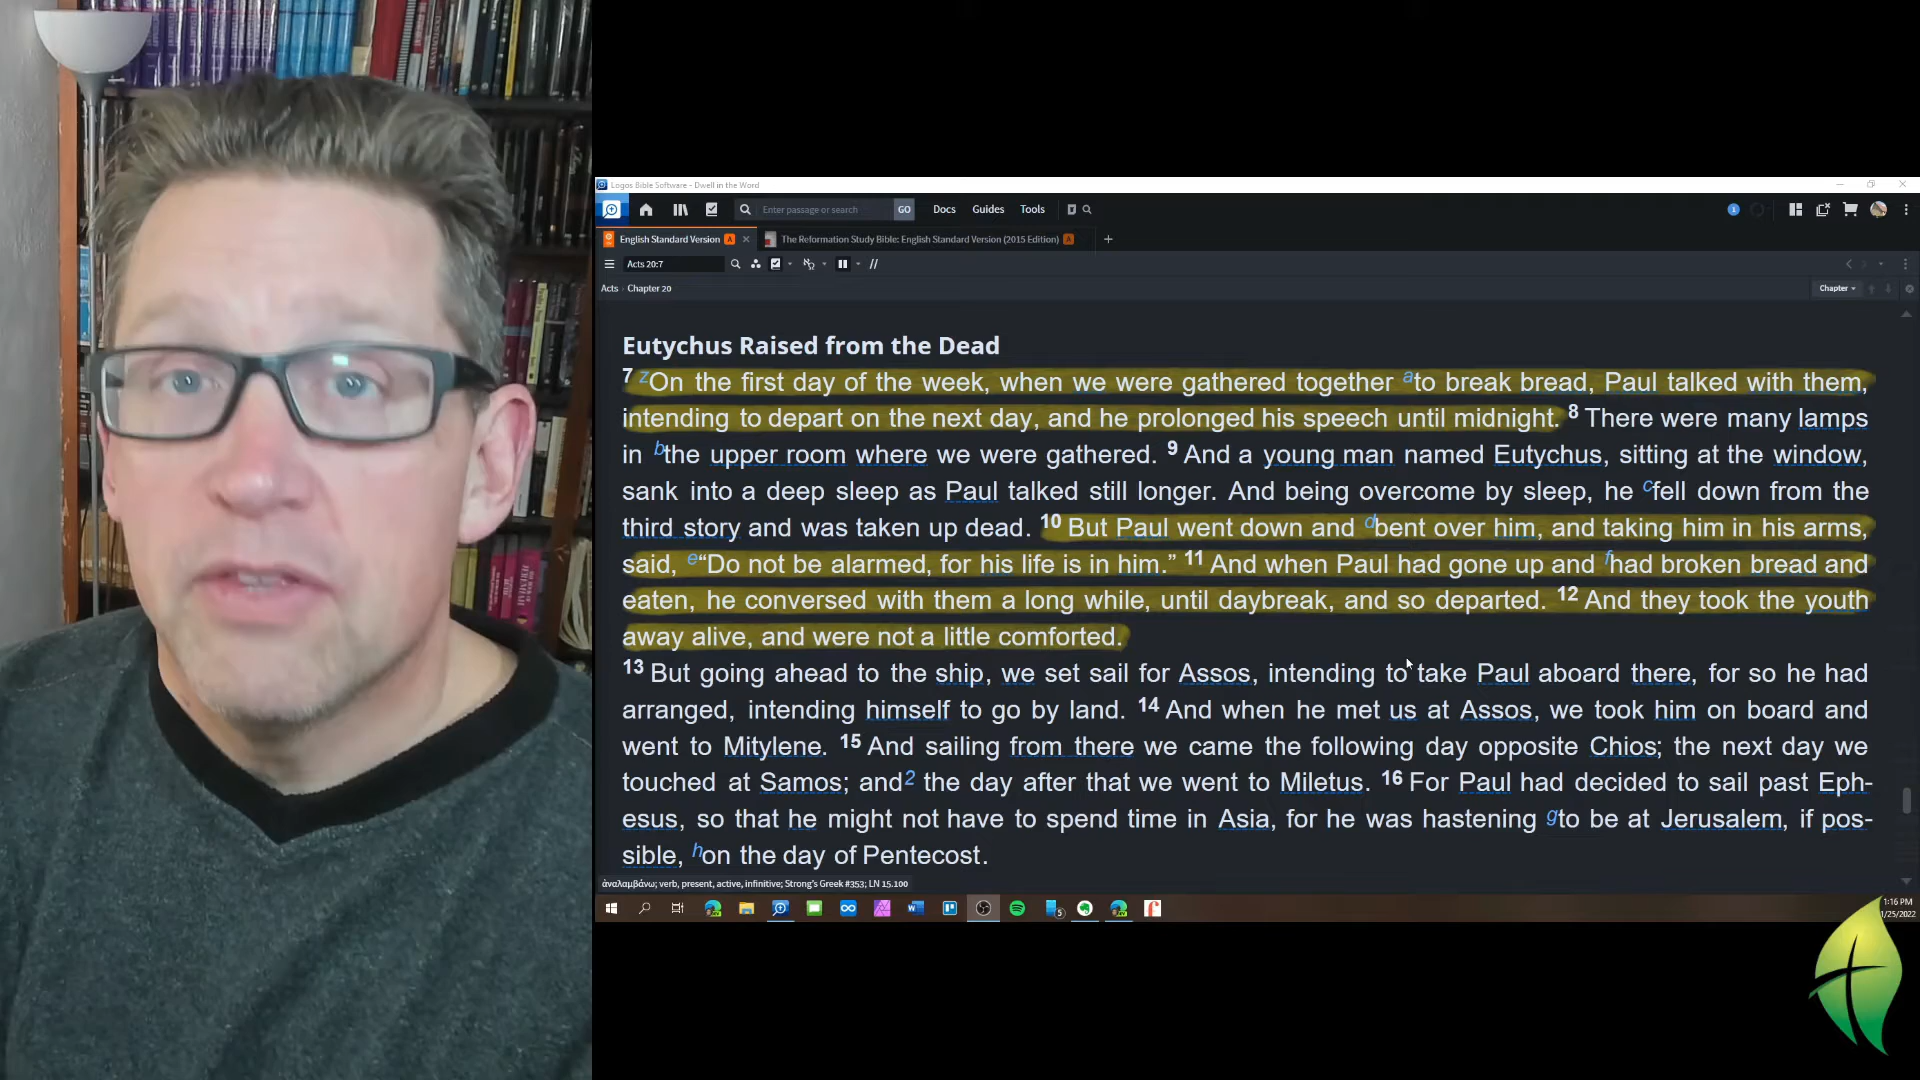 Logos Bible Software - Dwell in the Word
Enter passage or search
GO
Docs
Guides
Tools
1
English Standard Version
A
The Reformation Study Bible: English Standard Version (2015 Edition)
A
Acts 20:7
Acts
Chapter 20
Chapter
Eutychus Raised from the Dead
7 zOn the first day of the week, when we were gathered together ato break bread, Paul talked with them,
intending to depart on the next day, and he prolonged his speech until midnight. 8 There were many lamps
in bthe upper room where we were gathered. 9 And a young man named Eutychus, sitting at the window,
sank into a deep sleep as Paul talked still longer. And being overcome by sleep, he cfell down from the
third story and was taken up dead. 10 But Paul went down and dbent over him, and taking him in his arms,
said, e“Do not be alarmed, for his life is in him.” 11 And when Paul had gone up and fhad broken bread and
eaten, he conversed with them a long while, until daybreak, and so departed. 12 And they took the youth
away alive, and were not a little comforted.
13 But going ahead to the ship, we set sail for Assos, intending to take Paul aboard there, for so he had
arranged, intending himself to go by land. 14 And when he met us at Assos, we took him on board and
went to Mitylene. 15 And sailing from there we came the following day opposite Chios; the next day we
touched at Samos; and2 the day after that we went to Miletus. 16 For Paul had decided to sail past Eph-
esus, so that he might not have to spend time in Asia, for he was hastening gto be at Jerusalem, if pos-
sible, hon the day of Pentecost.
ἀναλαμβάνω; verb, present, active, infinitive; Strong's Greek #353; LN 15.100
5
1:16 PM
1/25/2022